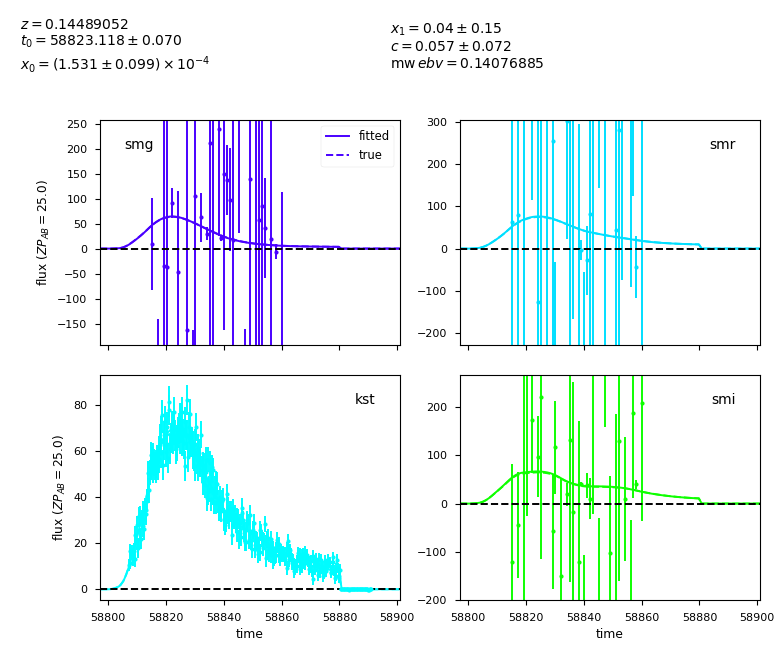 z = 0.14489052
t₀ = 58823.118 ± 0.070
x₀ = (1.531 ± 0.099) × 10⁻⁴
x₁ = 0.04 ± 0.15
c = 0.057 ± 0.072
mw ebv = 0.14076885
smg
fitted
true
250
200
150
100
50
0
−50
−100
−150
flux (ZP_AB = 25.0)
smr
300
200
100
0
−100
−200
kst
80
60
40
20
0
flux (ZP_AB = 25.0)
58800
58820
58840
58860
58880
58900
time
smi
200
100
0
−100
−200
58800
58820
58840
58860
58880
58900
time